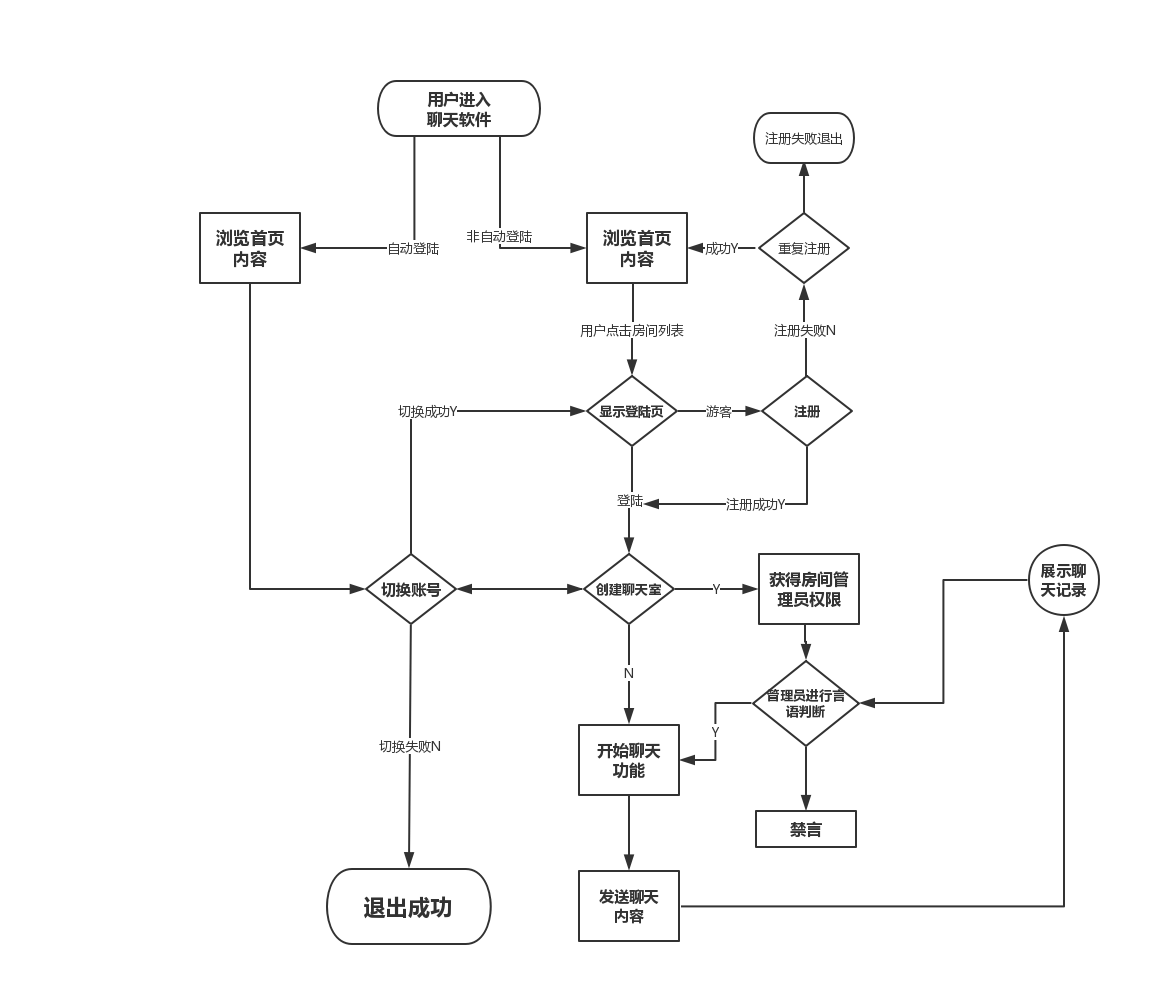 用户进入
聊天软件
注册失败退出
浏览首页
内容
自动登陆
非自动登陆
浏览首页
内容
成功Y
重复注册
用户点击房间列表
注册失败N
切换成功Y
显示登陆页
游客
注册
登陆
注册成功Y
切换账号
创建聊天室
Y
获得房间管
理员权限
展示聊
天记录
N
管理员进行言
语判断
Y
切换失败N
开始聊天
功能
禁言
退出成功
发送聊天
内容